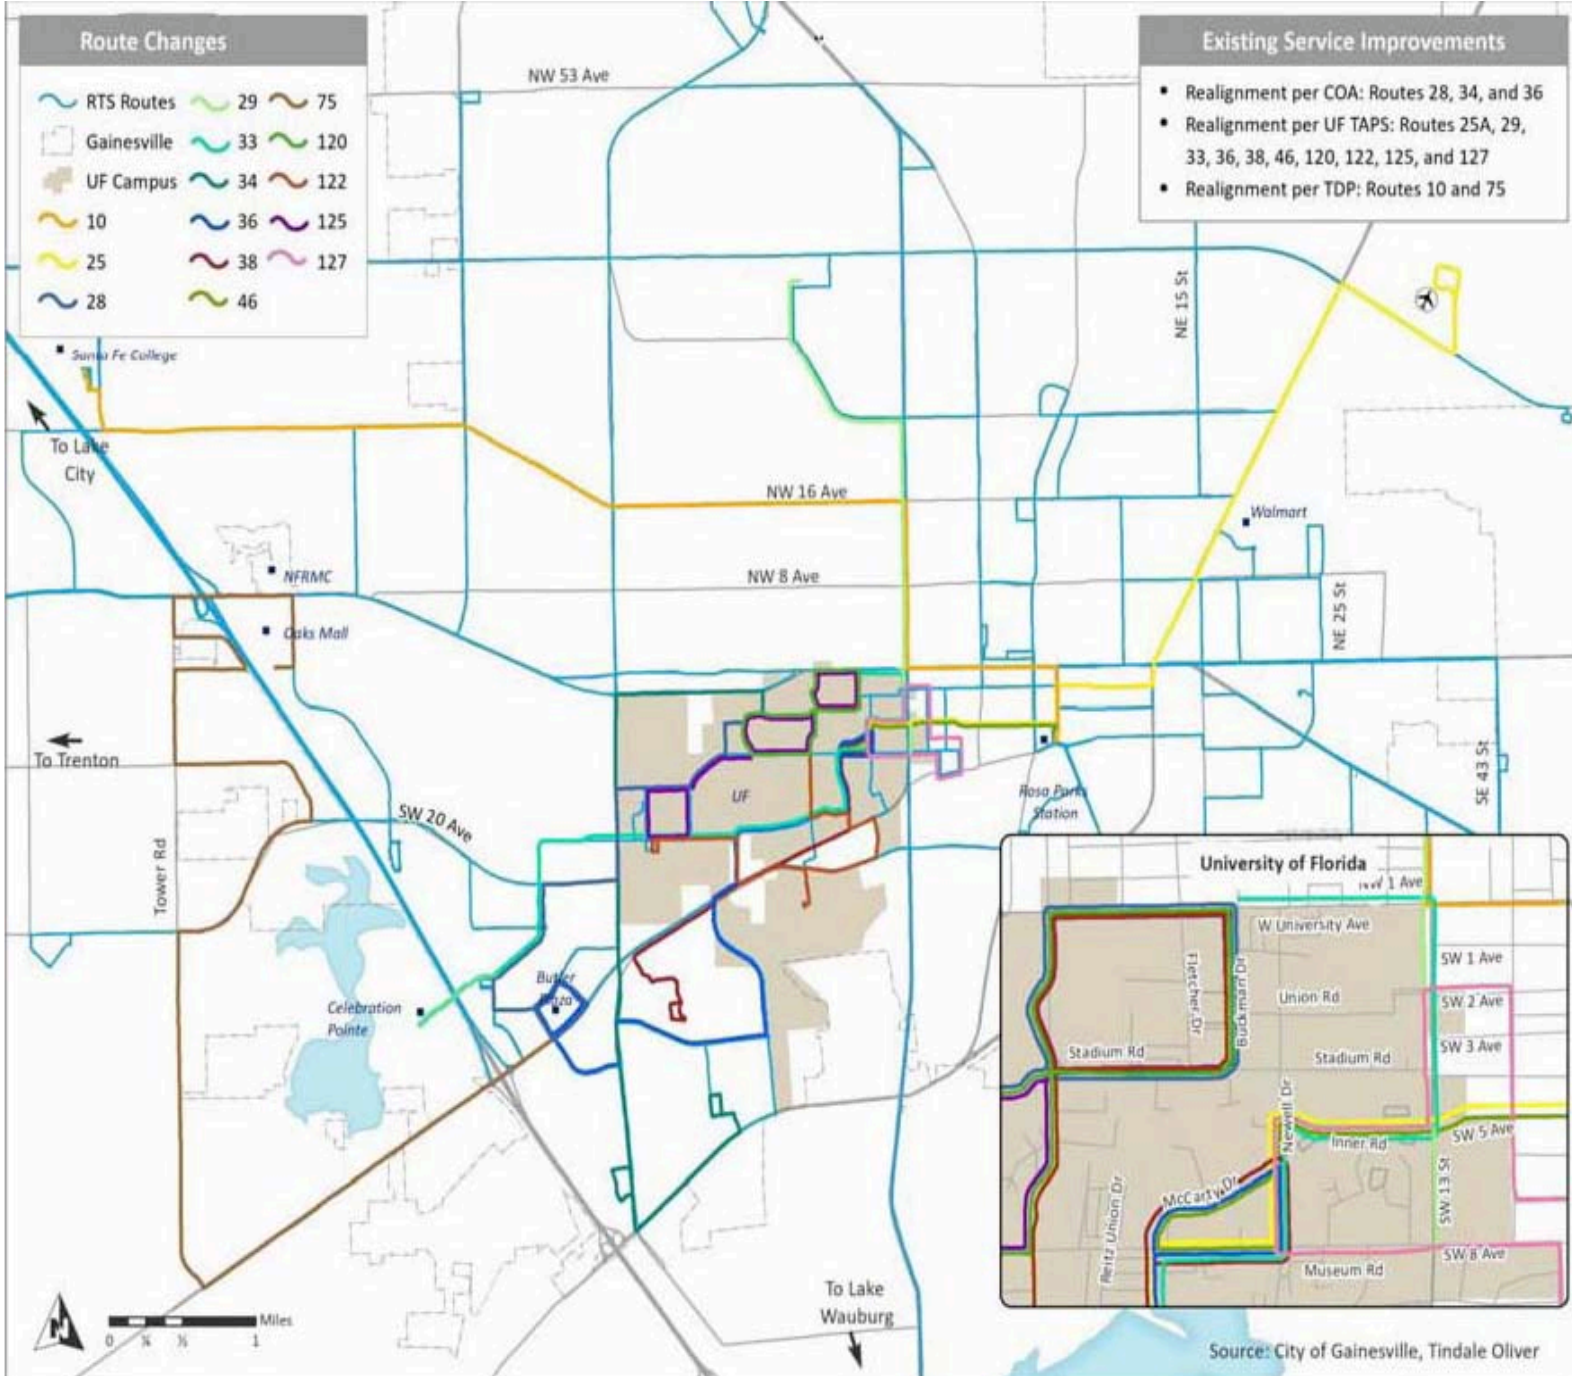 Route Changes
RTS Routes
Gainesville
UF Campus
10
25
28
29
33
34
36
38
46
75
120
122
125
127
Existing Service Improvements
Realignment per COA: Routes 28, 34, and 36
Realignment per UF TAPS: Routes 25A, 29,
33, 36, 38, 46, 120, 122, 125, and 127
Realignment per TDP: Routes 10 and 75
NW 53 Ave
NE 15 St
Santa Fe College
To Lake
City
NW 16 Ave
Walmart
NFRMC
NW 8 Ave
NE 25 St
Oaks Mall
To Trenton
SE 43 St
UF
Rosa Parks
Station
SW 20 Ave
Tower Rd
Butler
Plaza
Celebration
Pointe
University of Florida
NW 1 Ave
W University Ave
SW 1 Ave
Fletcher Dr
Buckman Dr
Union Rd
SW 2 Ave
Stadium Rd
Stadium Rd
SW 3 Ave
Newell Dr
Inner Rd
SW 5 Ave
McCarty Dr
SW 13 St
Reitz Union Dr
Museum Rd
SW 8 Ave
To Lake
Wauburg
N
Miles
0 ¼ ½ 1
Source: City of Gainesville, Tindale Oliver